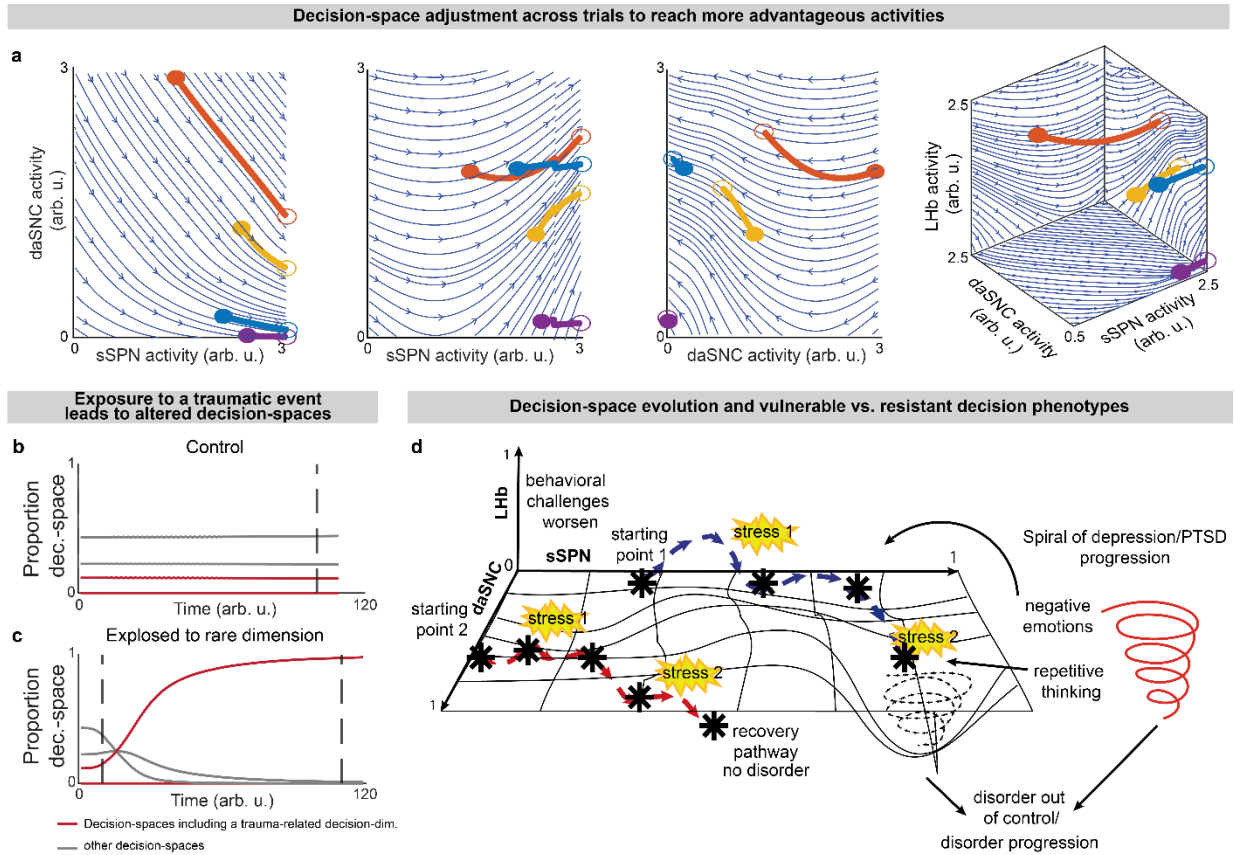 Decision-space adjustment across trials to reach more advantageous activities
a
3
daSNC activity
(arb. u.)
0
0
sSPN activity (arb. u.)
3
3
0
0
sSPN activity (arb. u.)
3
3
0
0
daSNC activity (arb. u.)
3
2.5
LHb activity
(arb. u.)
2.5
daSNC activity
(arb. u.)
0.5
sSPN activity
(arb. u.)
2.5
Exposure to a traumatic event
leads to altered decision-spaces
b
Control
1
Proportion
dec.-space
0
0
Time (arb. u.)
120
c
Explosed to rare dimension
1
Proportion
dec.-space
0
0
Time (arb. u.)
120
Decision-spaces including a trauma-related decision-dim.
other decision-spaces
Decision-space evolution and vulnerable vs. resistant decision phenotypes
d
1
LHb
behavioral
challenges
worsen
starting
point 1
stress 1
sSPN
0
1
daSNC
starting
point 2
stress 1
stress 2
1
recovery
pathway
no disorder
stress 2
Spiral of depression/PTSD
progression
negative
emotions
repetitive
thinking
disorder out
of control/
disorder progression